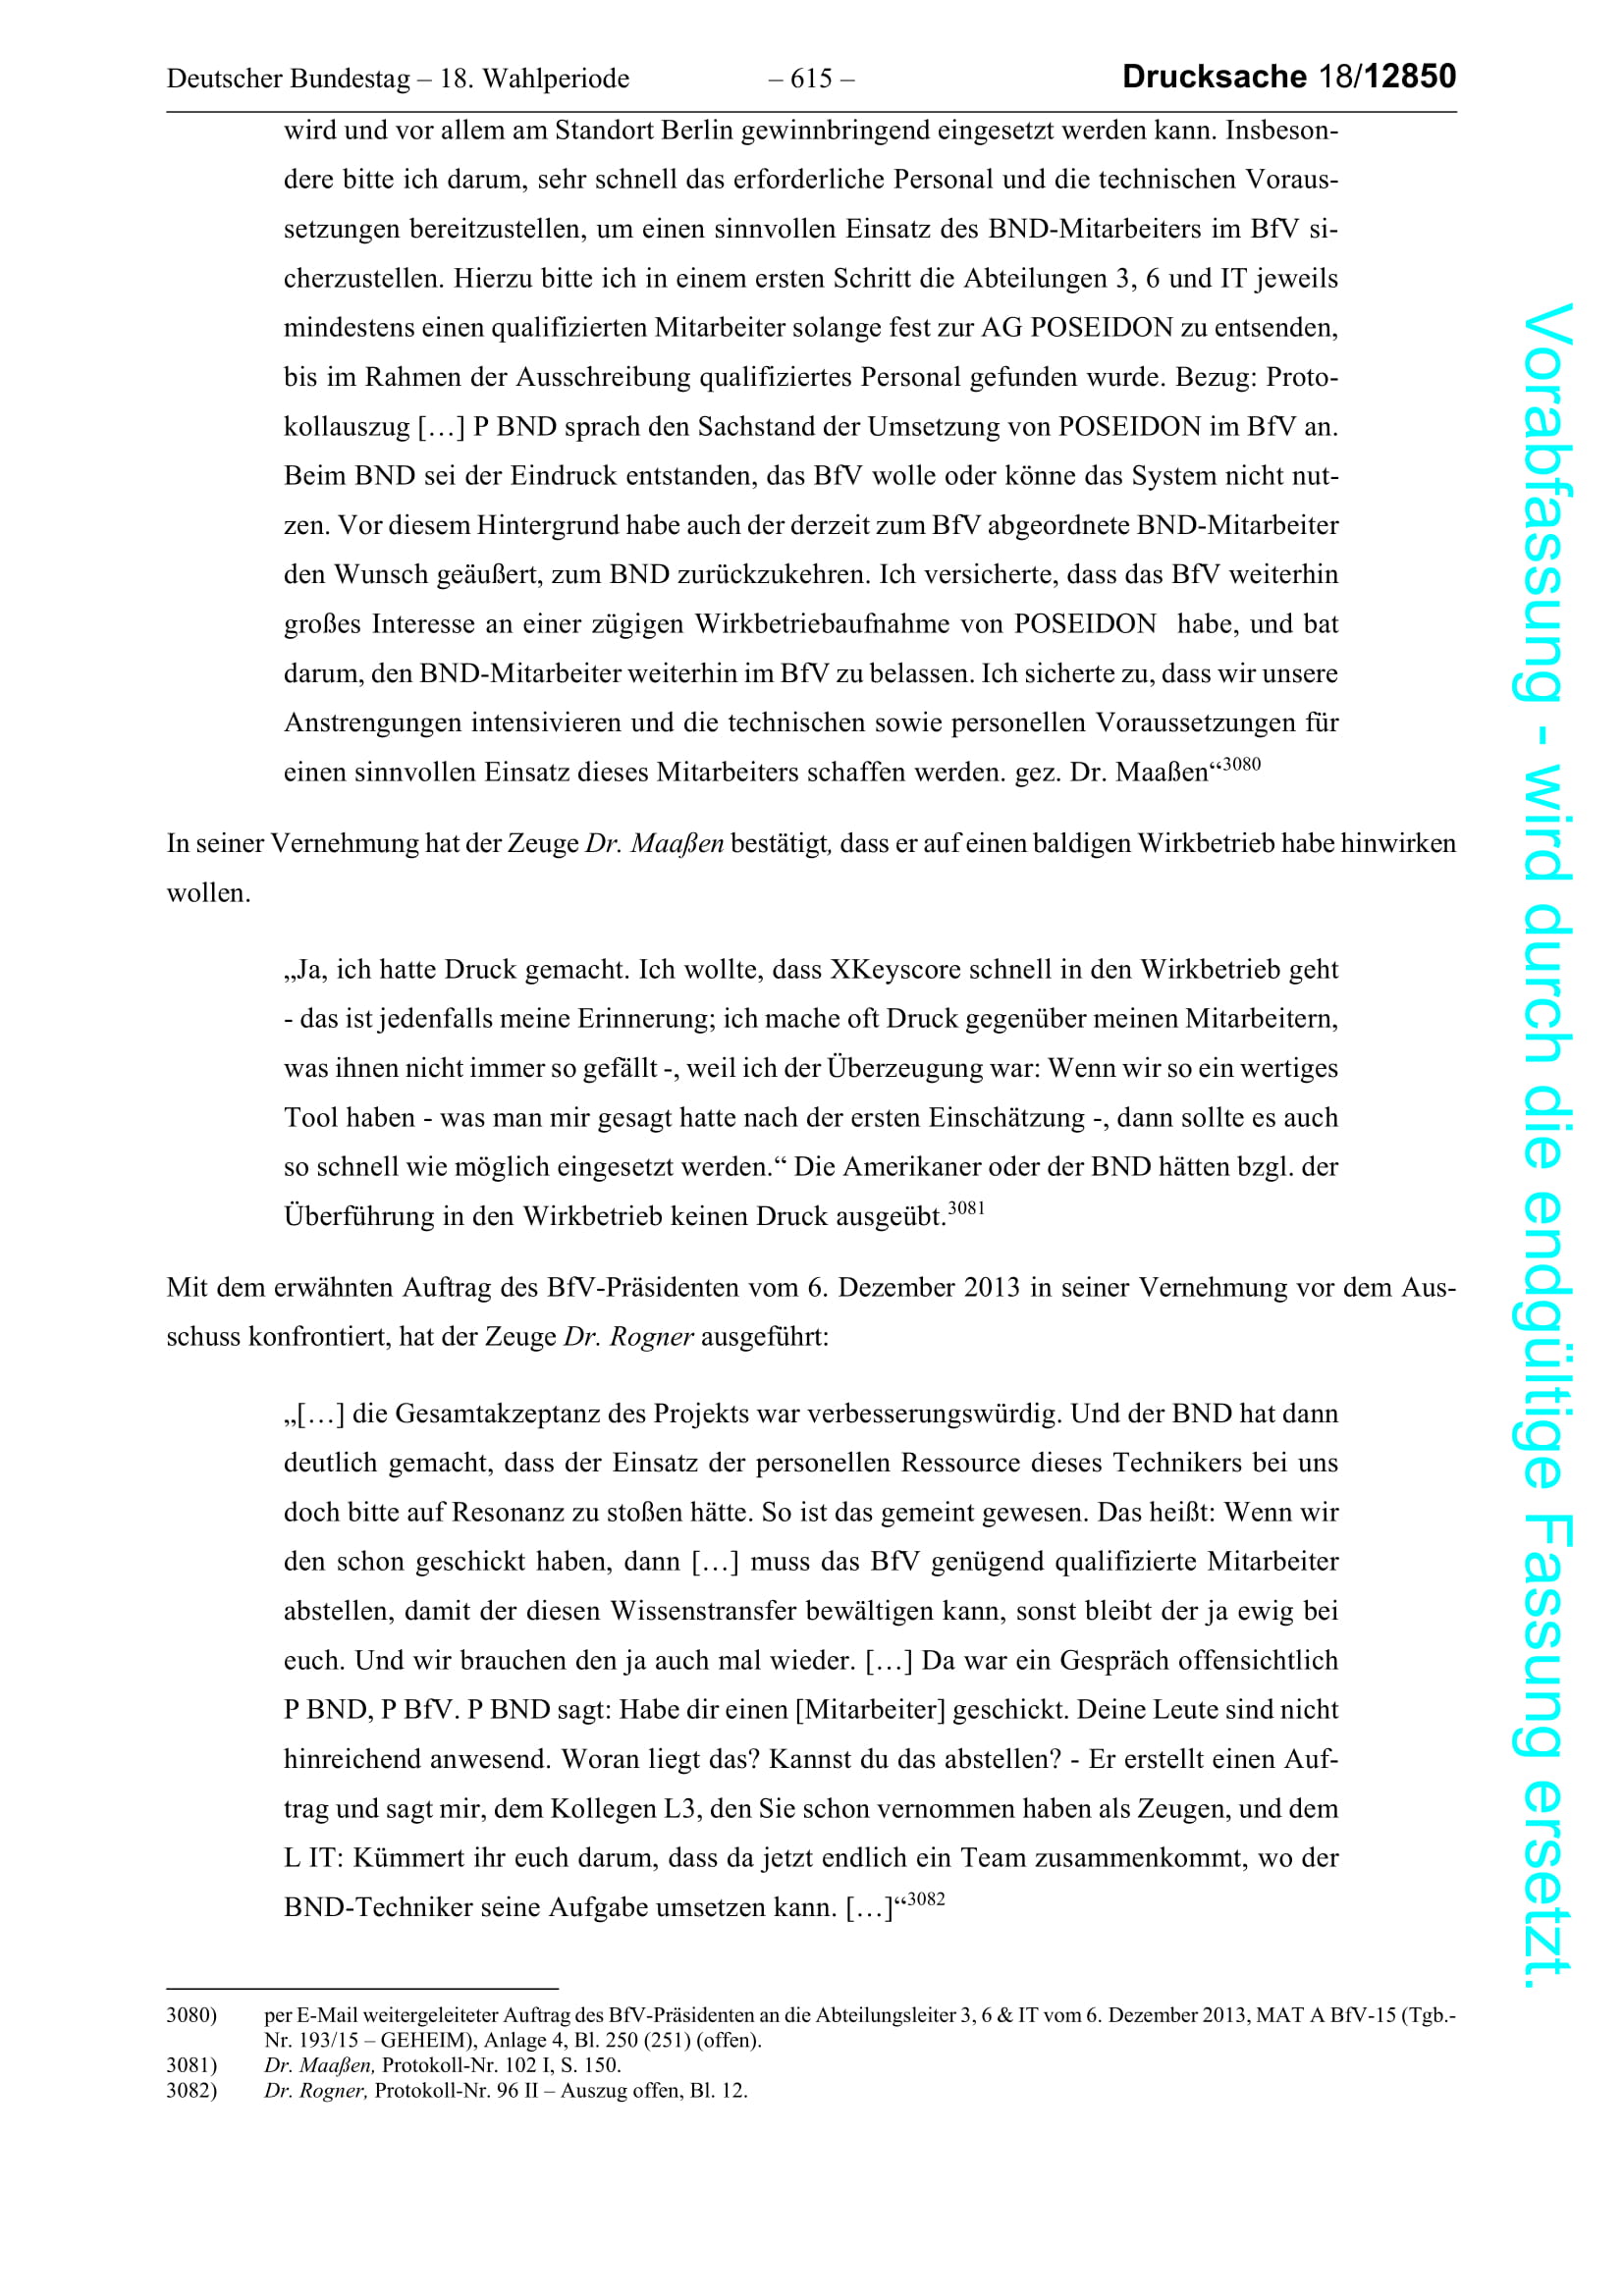 Deutscher Bundestag – 18. Wahlperiode – 615 – Drucksache 18/12850
wird und vor allem am Standort Berlin gewinnbringend eingesetzt werden kann. Insbeson-
dere bitte ich darum, sehr schnell das erforderliche Personal und die technischen Voraus-
setzungen bereitzustellen, um einen sinnvollen Einsatz des BND-Mitarbeiters im BfV si-
cherzustellen. Hierzu bitte ich in einem ersten Schritt die Abteilungen 3, 6 und IT jeweils
mindestens einen qualifizierten Mitarbeiter solange fest zur AG POSEIDON zu entsenden,
bis im Rahmen der Ausschreibung qualifiziertes Personal gefunden wurde. Bezug: Proto-
kollauszug […] P BND sprach den Sachstand der Umsetzung von POSEIDON im BfV an.
Beim BND sei der Eindruck entstanden, das BfV wolle oder könne das System nicht nut-
zen. Vor diesem Hintergrund habe auch der derzeit zum BfV abgeordnete BND-Mitarbeiter
den Wunsch geäußert, zum BND zurückzukehren. Ich versicherte, dass das BfV weiterhin
großes Interesse an einer zügigen Wirkbetriebaufnahme von POSEIDON habe, und bat
darum, den BND-Mitarbeiter weiterhin im BfV zu belassen. Ich sicherte zu, dass wir unsere
Anstrengungen intensivieren und die technischen sowie personellen Voraussetzungen für
einen sinnvollen Einsatz dieses Mitarbeiters schaffen werden. gez. Dr. Maaßen“3080
In seiner Vernehmung hat der Zeuge Dr. Maaßen bestätigt, dass er auf einen baldigen Wirkbetrieb habe hinwirken
wollen.
„Ja, ich hatte Druck gemacht. Ich wollte, dass XKeyscore schnell in den Wirkbetrieb geht
- das ist jedenfalls meine Erinnerung; ich mache oft Druck gegenüber meinen Mitarbeitern,
was ihnen nicht immer so gefällt -, weil ich der Überzeugung war: Wenn wir so ein wertiges
Tool haben - was man mir gesagt hatte nach der ersten Einschätzung -, dann sollte es auch
so schnell wie möglich eingesetzt werden.“ Die Amerikaner oder der BND hätten bzgl. der
Überführung in den Wirkbetrieb keinen Druck ausgeübt.3081
Mit dem erwähnten Auftrag des BfV-Präsidenten vom 6. Dezember 2013 in seiner Vernehmung vor dem Aus-
schuss konfrontiert, hat der Zeuge Dr. Rogner ausgeführt:
„[…] die Gesamtakzeptanz des Projekts war verbesserungswürdig. Und der BND hat dann
deutlich gemacht, dass der Einsatz der personellen Ressource dieses Technikers bei uns
doch bitte auf Resonanz zu stoßen hätte. So ist das gemeint gewesen. Das heißt: Wenn wir
den schon geschickt haben, dann […] muss das BfV genügend qualifizierte Mitarbeiter
abstellen, damit der diesen Wissenstransfer bewältigen kann, sonst bleibt der ja ewig bei
euch. Und wir brauchen den ja auch mal wieder. […] Da war ein Gespräch offensichtlich
P BND, P BfV. P BND sagt: Habe dir einen [Mitarbeiter] geschickt. Deine Leute sind nicht
hinreichend anwesend. Woran liegt das? Kannst du das abstellen? - Er erstellt einen Auf-
trag und sagt mir, dem Kollegen L3, den Sie schon vernommen haben als Zeugen, und dem
L IT: Kümmert ihr euch darum, dass da jetzt endlich ein Team zusammenkommt, wo der
BND-Techniker seine Aufgabe umsetzen kann. […]“3082
3080) per E-Mail weitergeleiteter Auftrag des BfV-Präsidenten an die Abteilungsleiter 3, 6 & IT vom 6. Dezember 2013, MAT A BfV-15 (Tgb.-
Nr. 193/15 – GEHEIM), Anlage 4, Bl. 250 (251) (offen).
3081) Dr. Maaßen, Protokoll-Nr. 102 I, S. 150.
3082) Dr. Rogner, Protokoll-Nr. 96 II – Auszug offen, Bl. 12.
Vorabfassung - wird durch die endgültige Fassung ersetzt.